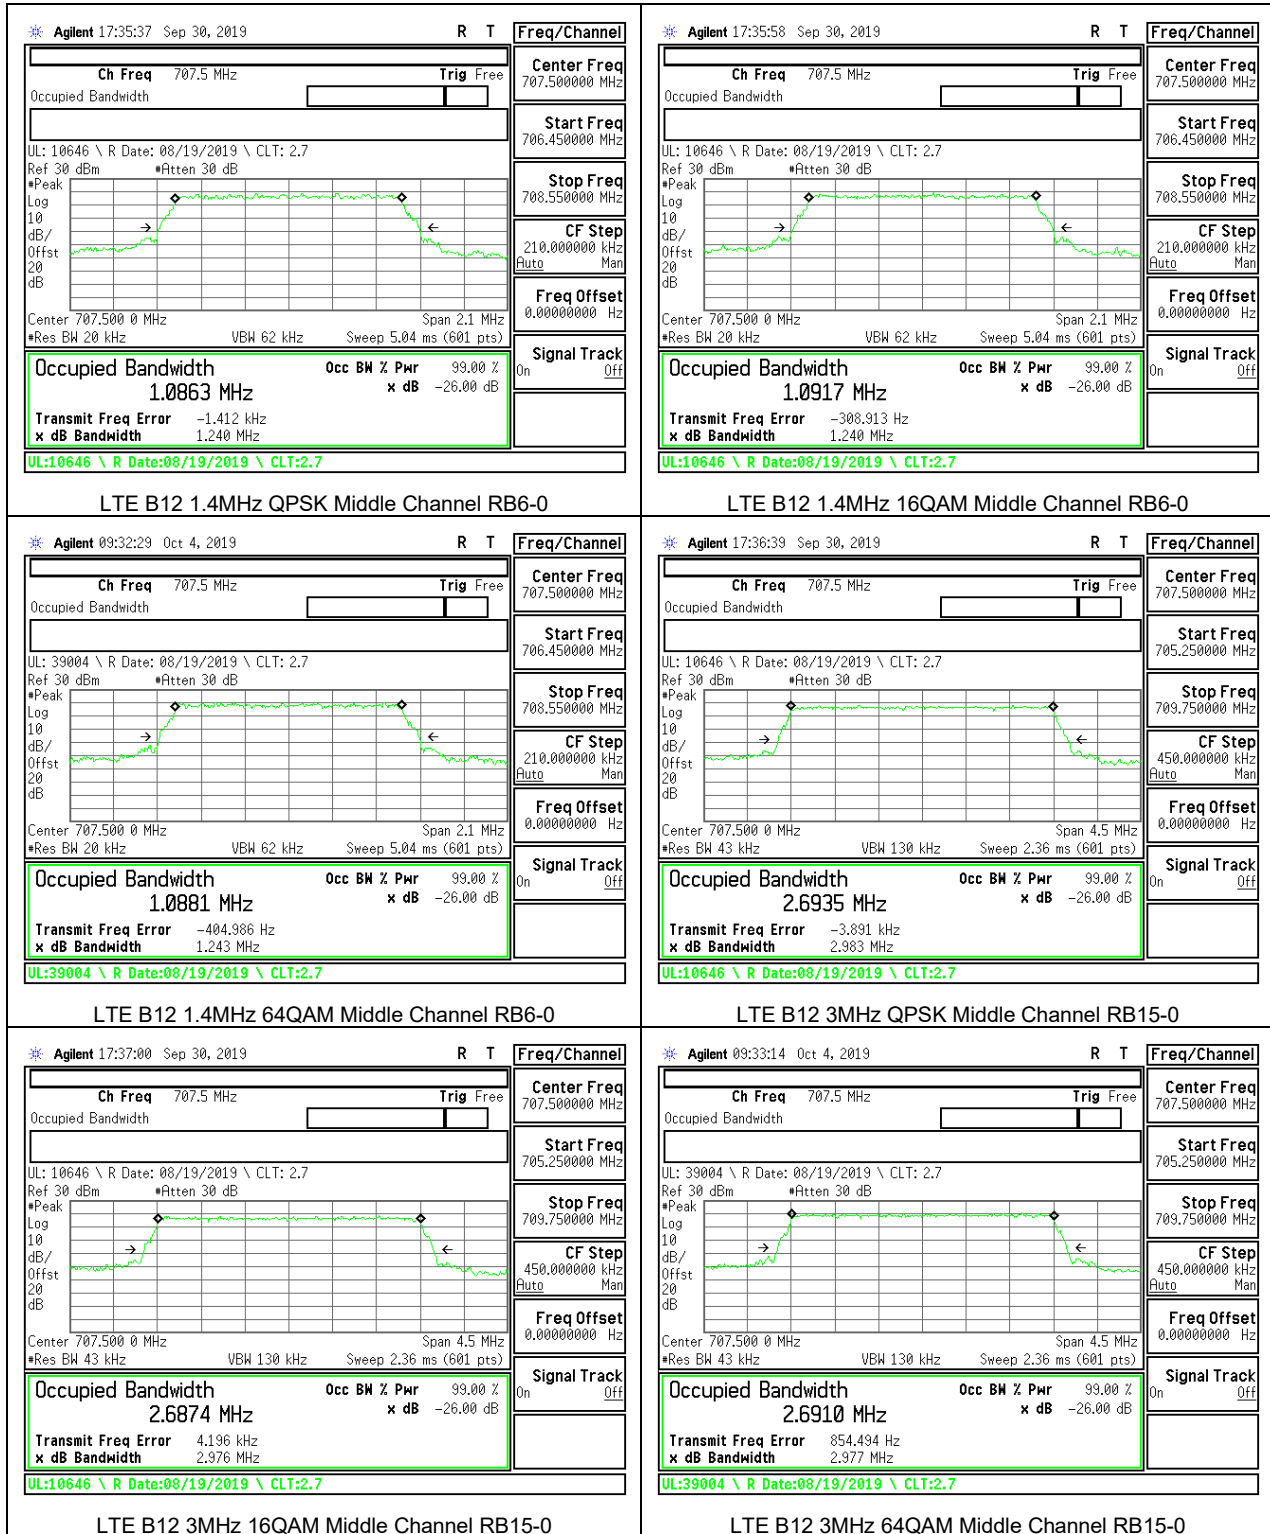 Agilent 17:35:37 Sep 30, 2019 R T Freq/Channel
Ch Freq 707.5 MHz Trig Free
Occupied Bandwidth
Center Freq
707.500000 MHz
Start Freq
706.450000 MHz
Stop Freq
708.550000 MHz
CF Step
210.000000 kHz
Auto Man
Freq Offset
0.00000000 Hz
Signal Track
On Off
UL: 10646 \ R Date: 08/19/2019 \ CLT: 2.7
Ref 30 dBm #Atten 30 dB
#Peak
Log
10
dB/
Offst
20
dB
Center 707.500 0 MHz Span 2.1 MHz
#Res BW 20 kHz VBW 62 kHz Sweep 5.04 ms (601 pts)
Occupied Bandwidth Occ BW % Pwr 99.00 %
1.0863 MHz x dB -26.00 dB
Transmit Freq Error -1.412 kHz
x dB Bandwidth 1.240 MHz
UL:10646 \ R Date:08/19/2019 \ CLT:2.7
LTE B12 1.4MHz QPSK Middle Channel RB6-0
Agilent 17:35:58 Sep 30, 2019 R T Freq/Channel
Ch Freq 707.5 MHz Trig Free
Occupied Bandwidth
Center Freq
707.500000 MHz
Start Freq
706.450000 MHz
Stop Freq
708.550000 MHz
CF Step
210.000000 kHz
Auto Man
Freq Offset
0.00000000 Hz
Signal Track
On Off
UL: 10646 \ R Date: 08/19/2019 \ CLT: 2.7
Ref 30 dBm #Atten 30 dB
#Peak
Log
10
dB/
Offst
20
dB
Center 707.500 0 MHz Span 2.1 MHz
#Res BW 20 kHz VBW 62 kHz Sweep 5.04 ms (601 pts)
Occupied Bandwidth Occ BW % Pwr 99.00 %
1.0917 MHz x dB -26.00 dB
Transmit Freq Error -308.913 Hz
x dB Bandwidth 1.240 MHz
UL:10646 \ R Date:08/19/2019 \ CLT:2.7
LTE B12 1.4MHz 16QAM Middle Channel RB6-0
Agilent 09:32:29 Oct 4, 2019 R T Freq/Channel
Ch Freq 707.5 MHz Trig Free
Occupied Bandwidth
Center Freq
707.500000 MHz
Start Freq
706.450000 MHz
Stop Freq
708.550000 MHz
CF Step
210.000000 kHz
Auto Man
Freq Offset
0.00000000 Hz
Signal Track
On Off
UL: 39004 \ R Date: 08/19/2019 \ CLT: 2.7
Ref 30 dBm #Atten 30 dB
#Peak
Log
10
dB/
Offst
20
dB
Center 707.500 0 MHz Span 2.1 MHz
#Res BW 20 kHz VBW 62 kHz Sweep 5.04 ms (601 pts)
Occupied Bandwidth Occ BW % Pwr 99.00 %
1.0881 MHz x dB -26.00 dB
Transmit Freq Error -404.986 Hz
x dB Bandwidth 1.243 MHz
UL:39004 \ R Date:08/19/2019 \ CLT:2.7
LTE B12 1.4MHz 64QAM Middle Channel RB6-0
Agilent 17:36:39 Sep 30, 2019 R T Freq/Channel
Ch Freq 707.5 MHz Trig Free
Occupied Bandwidth
Center Freq
707.500000 MHz
Start Freq
705.250000 MHz
Stop Freq
709.750000 MHz
CF Step
450.000000 kHz
Auto Man
Freq Offset
0.00000000 Hz
Signal Track
On Off
UL: 10646 \ R Date: 08/19/2019 \ CLT: 2.7
Ref 30 dBm #Atten 30 dB
#Peak
Log
10
dB/
Offst
20
dB
Center 707.500 0 MHz Span 4.5 MHz
#Res BW 43 kHz VBW 130 kHz Sweep 2.36 ms (601 pts)
Occupied Bandwidth Occ BW % Pwr 99.00 %
2.6935 MHz x dB -26.00 dB
Transmit Freq Error -3.891 kHz
x dB Bandwidth 2.983 MHz
UL:10646 \ R Date:08/19/2019 \ CLT:2.7
LTE B12 3MHz QPSK Middle Channel RB15-0
Agilent 17:37:00 Sep 30, 2019 R T Freq/Channel
Ch Freq 707.5 MHz Trig Free
Occupied Bandwidth
Center Freq
707.500000 MHz
Start Freq
705.250000 MHz
Stop Freq
709.750000 MHz
CF Step
450.000000 kHz
Auto Man
Freq Offset
0.00000000 Hz
Signal Track
On Off
UL: 10646 \ R Date: 08/19/2019 \ CLT: 2.7
Ref 30 dBm #Atten 30 dB
#Peak
Log
10
dB/
Offst
20
dB
Center 707.500 0 MHz Span 4.5 MHz
#Res BW 43 kHz VBW 130 kHz Sweep 2.36 ms (601 pts)
Occupied Bandwidth Occ BW % Pwr 99.00 %
2.6874 MHz x dB -26.00 dB
Transmit Freq Error 4.196 kHz
x dB Bandwidth 2.976 MHz
UL:10646 \ R Date:08/19/2019 \ CLT:2.7
LTE B12 3MHz 16QAM Middle Channel RB15-0
Agilent 09:33:14 Oct 4, 2019 R T Freq/Channel
Ch Freq 707.5 MHz Trig Free
Occupied Bandwidth
Center Freq
707.500000 MHz
Start Freq
705.250000 MHz
Stop Freq
709.750000 MHz
CF Step
450.000000 kHz
Auto Man
Freq Offset
0.00000000 Hz
Signal Track
On Off
UL: 39004 \ R Date: 08/19/2019 \ CLT: 2.7
Ref 30 dBm #Atten 30 dB
#Peak
Log
10
dB/
Offst
20
dB
Center 707.500 0 MHz Span 4.5 MHz
#Res BW 43 kHz VBW 130 kHz Sweep 2.36 ms (601 pts)
Occupied Bandwidth Occ BW % Pwr 99.00 %
2.6910 MHz x dB -26.00 dB
Transmit Freq Error 854.494 Hz
x dB Bandwidth 2.977 MHz
UL:39004 \ R Date:08/19/2019 \ CLT:2.7
LTE B12 3MHz 64QAM Middle Channel RB15-0